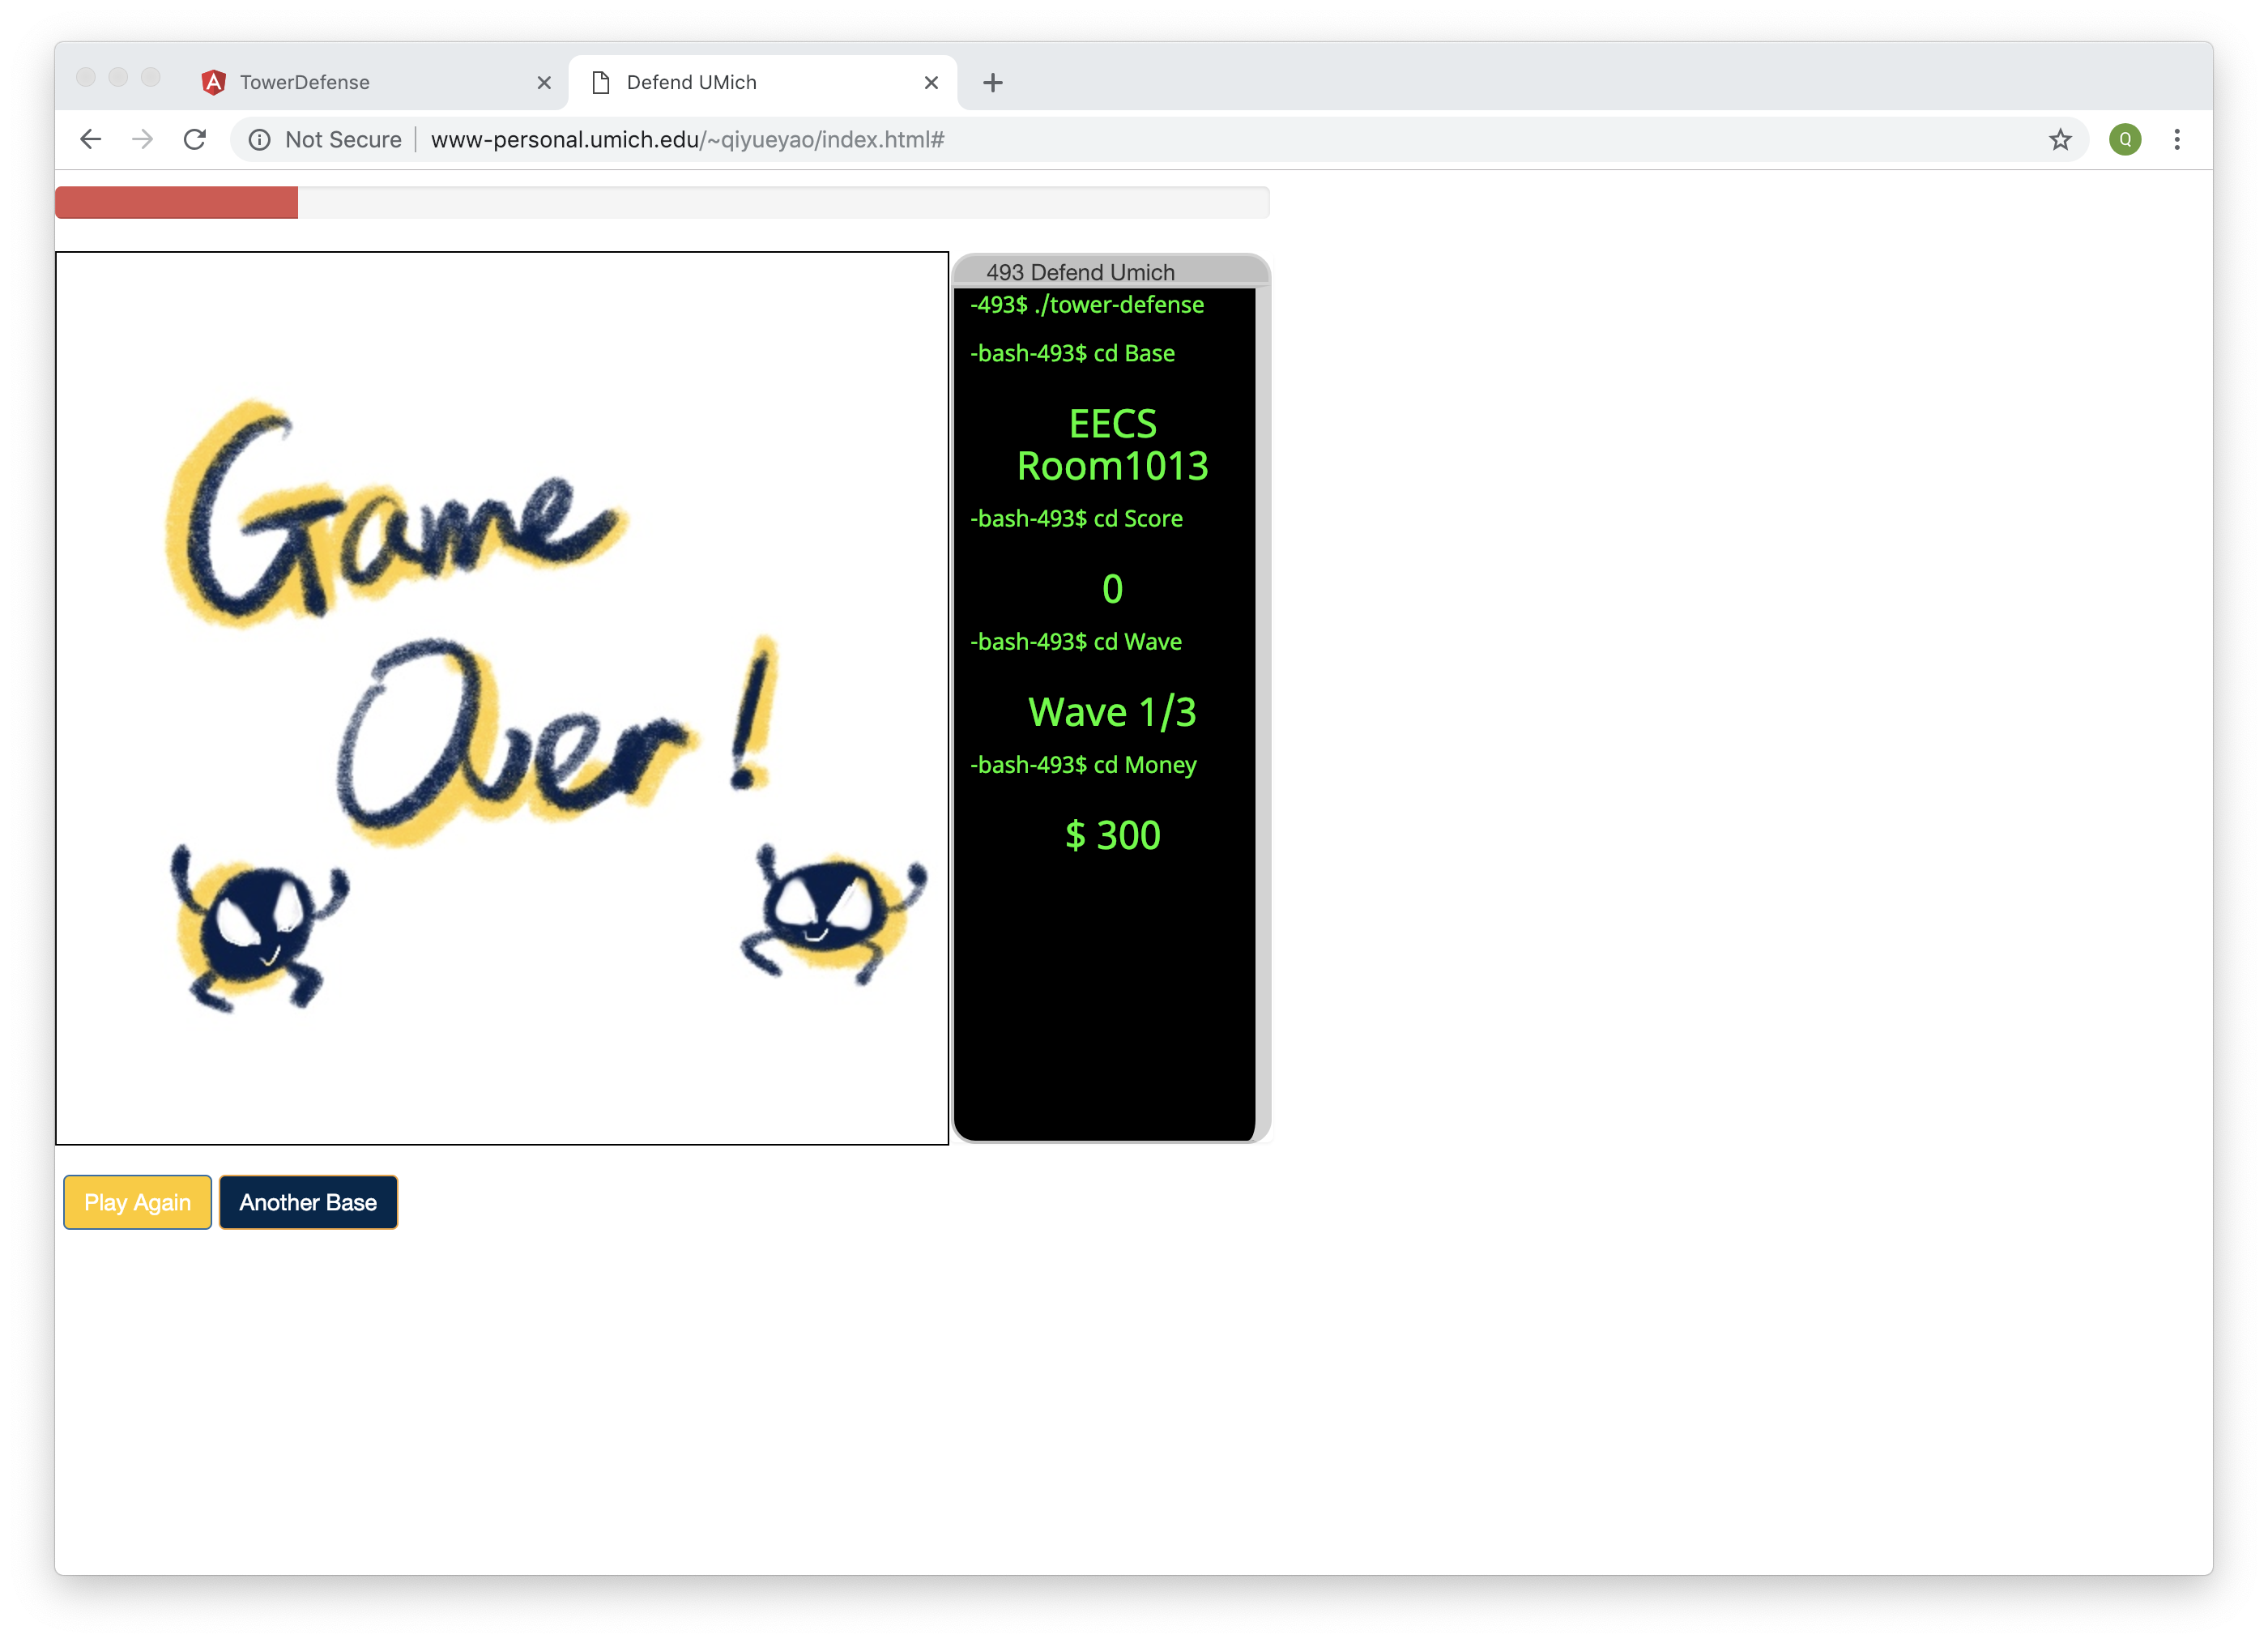 TowerDefense
Defend UMich
Not Secure www-personal.umich.edu/~qiyueyao/index.html#
Q
493 Defend Umich
-493$ ./tower-defense
-bash-493$ cd Base
EECS
Room1013
-bash-493$ cd Score
0
-bash-493$ cd Wave
Wave 1/3
-bash-493$ cd Money
$ 300
Game
Over!
Play Again
Another Base